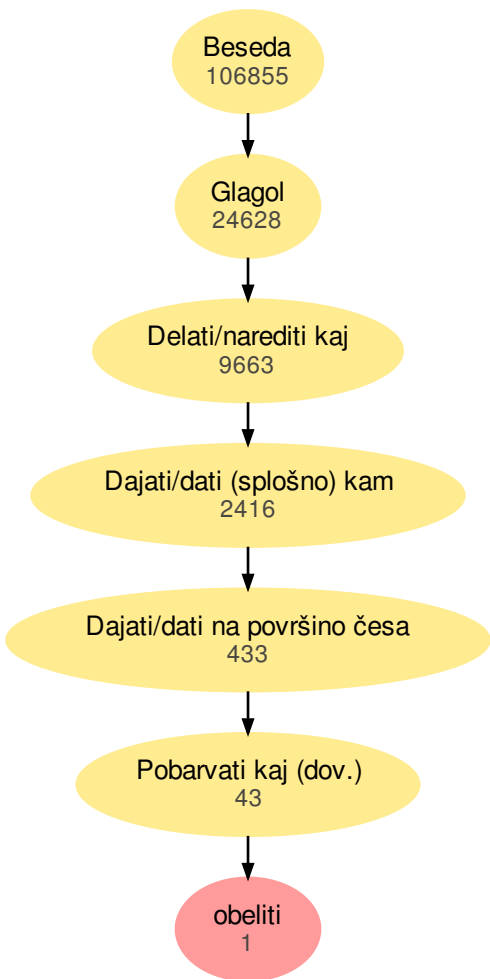 Beseda
106855
Glagol
24628
Delati/narediti kaj
9663
Dajati/dati (splošno) kam
2416
Dajati/dati na površino česa
433
Pobarvati kaj (dov.)
43
obeliti
1